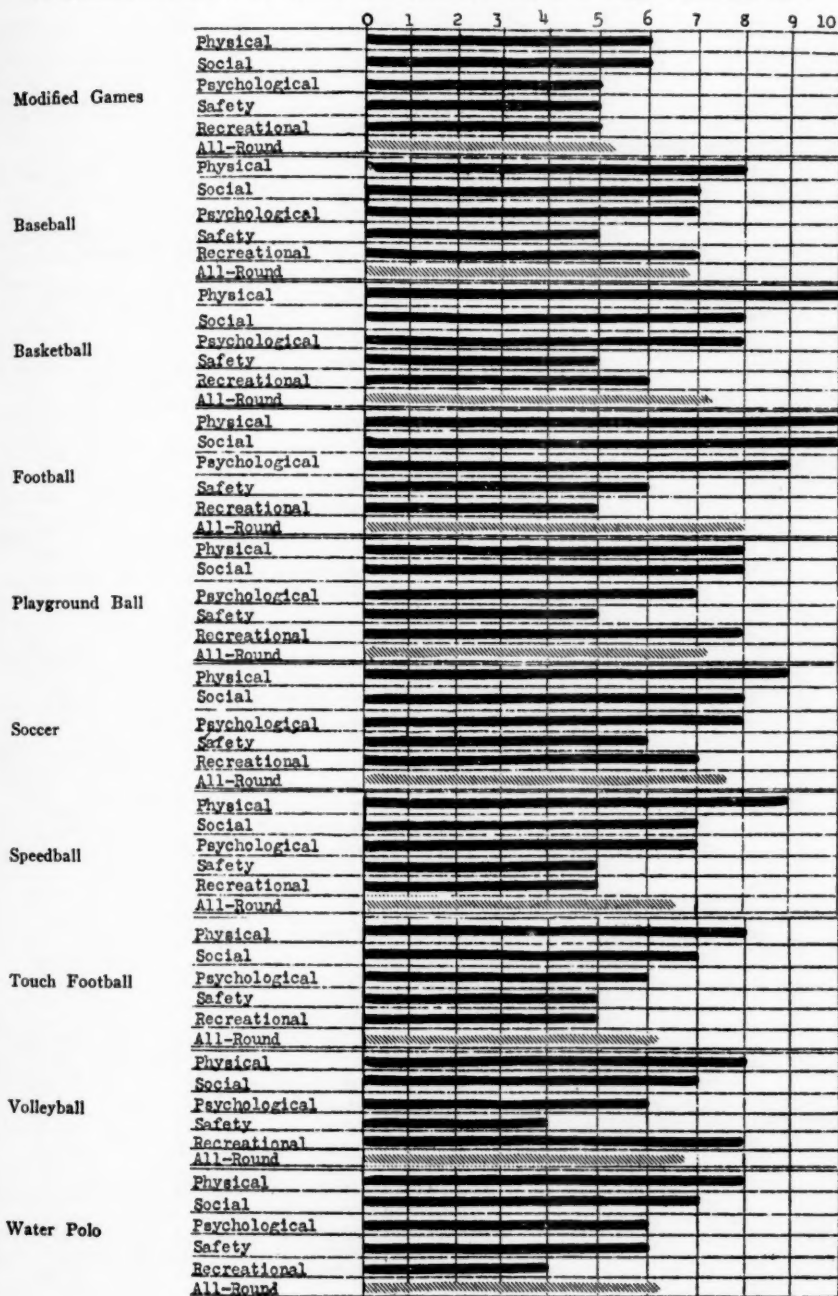 0 1 2 3 4 5 6 7 8 9 10
Modified Games
Physical
Social
Psychological
Safety
Recreational
All-Round
Baseball
Physical
Social
Psychological
Safety
Recreational
All-Round
Basketball
Physical
Social
Psychological
Safety
Recreational
All-Round
Football
Physical
Social
Psychological
Safety
Recreational
All-Round
Playground Ball
Physical
Social
Psychological
Safety
Recreational
All-Round
Soccer
Physical
Social
Psychological
Safety
Recreational
All-Round
Speedball
Physical
Social
Psychological
Safety
Recreational
All-Round
Touch Football
Physical
Social
Psychological
Safety
Recreational
All-Round
Volleyball
Physical
Social
Psychological
Safety
Recreational
All-Round
Water Polo
Physical
Social
Psychological
Safety
Recreational
All-Round